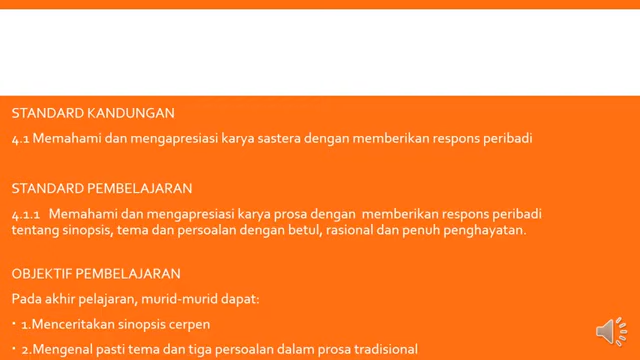 STANDARD KANDUNGAN
4.1 Memahami dan mengapresiasi karya sastera dengan memberikan respons peribadi
STANDARD PEMBELAJARAN
4.1.1 Memahami dan mengapresiasi karya prosa dengan memberikan respons peribadi
tentang sinopsis, tema dan persoalan dengan betul, rasional dan penuh penghayatan.
OBJEKTIF PEMBELAJARAN
Pada akhir pelajaran, murid-murid dapat:
• 1.Menceritakan sinopsis cerpen
• 2.Mengenal pasti tema dan tiga persoalan dalam prosa tradisional